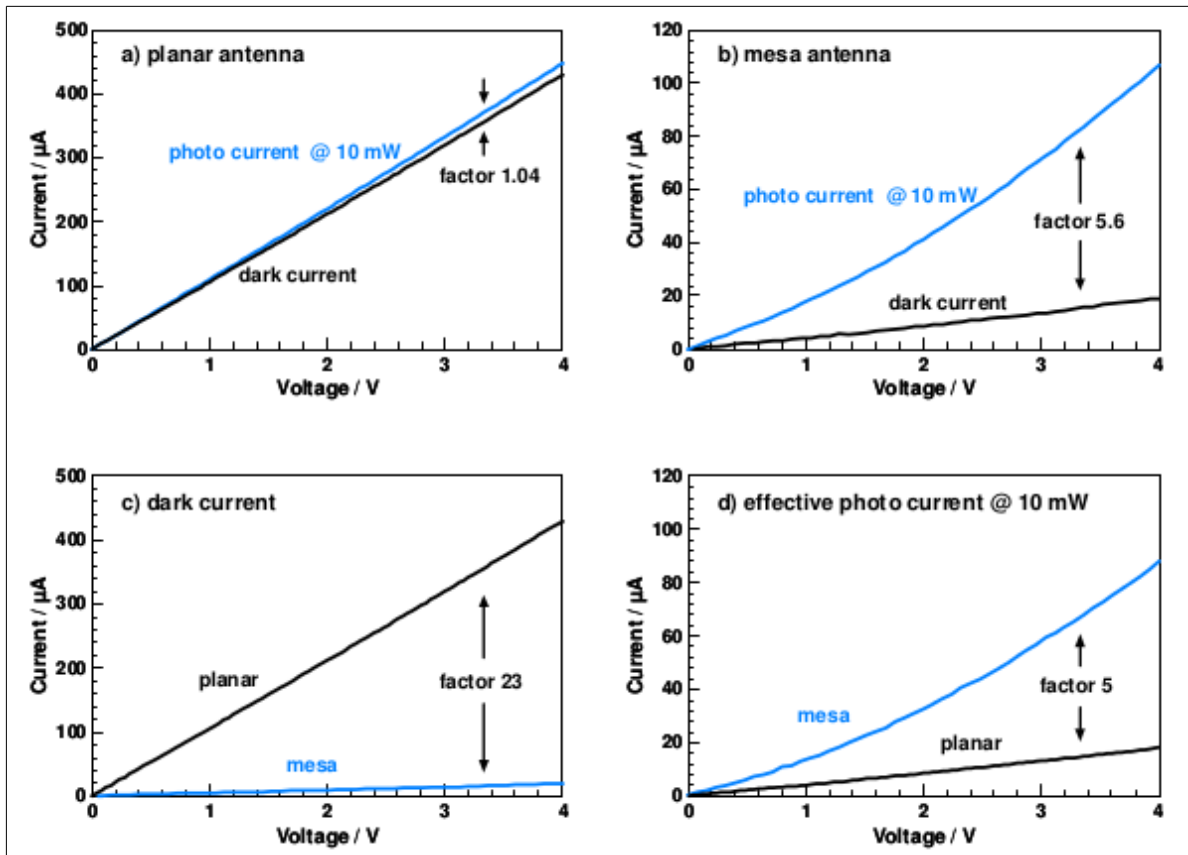 a) planar antenna
photo current @ 10 mW
factor 1.04
dark current
Current / µA
500
400
300
200
100
0
0 1 2 3 4
Voltage / V
b) mesa antenna
photo current @ 10 mW
factor 5.6
dark current
Current / µA
120
100
80
60
40
20
0
0 1 2 3 4
Voltage / V
c) dark current
planar
factor 23
mesa
Current / µA
500
400
300
200
100
0
0 1 2 3 4
Voltage / V
d) effective photo current @ 10 mW
factor 5
mesa
planar
Current / µA
120
100
80
60
40
20
0
0 1 2 3 4
Voltage / V